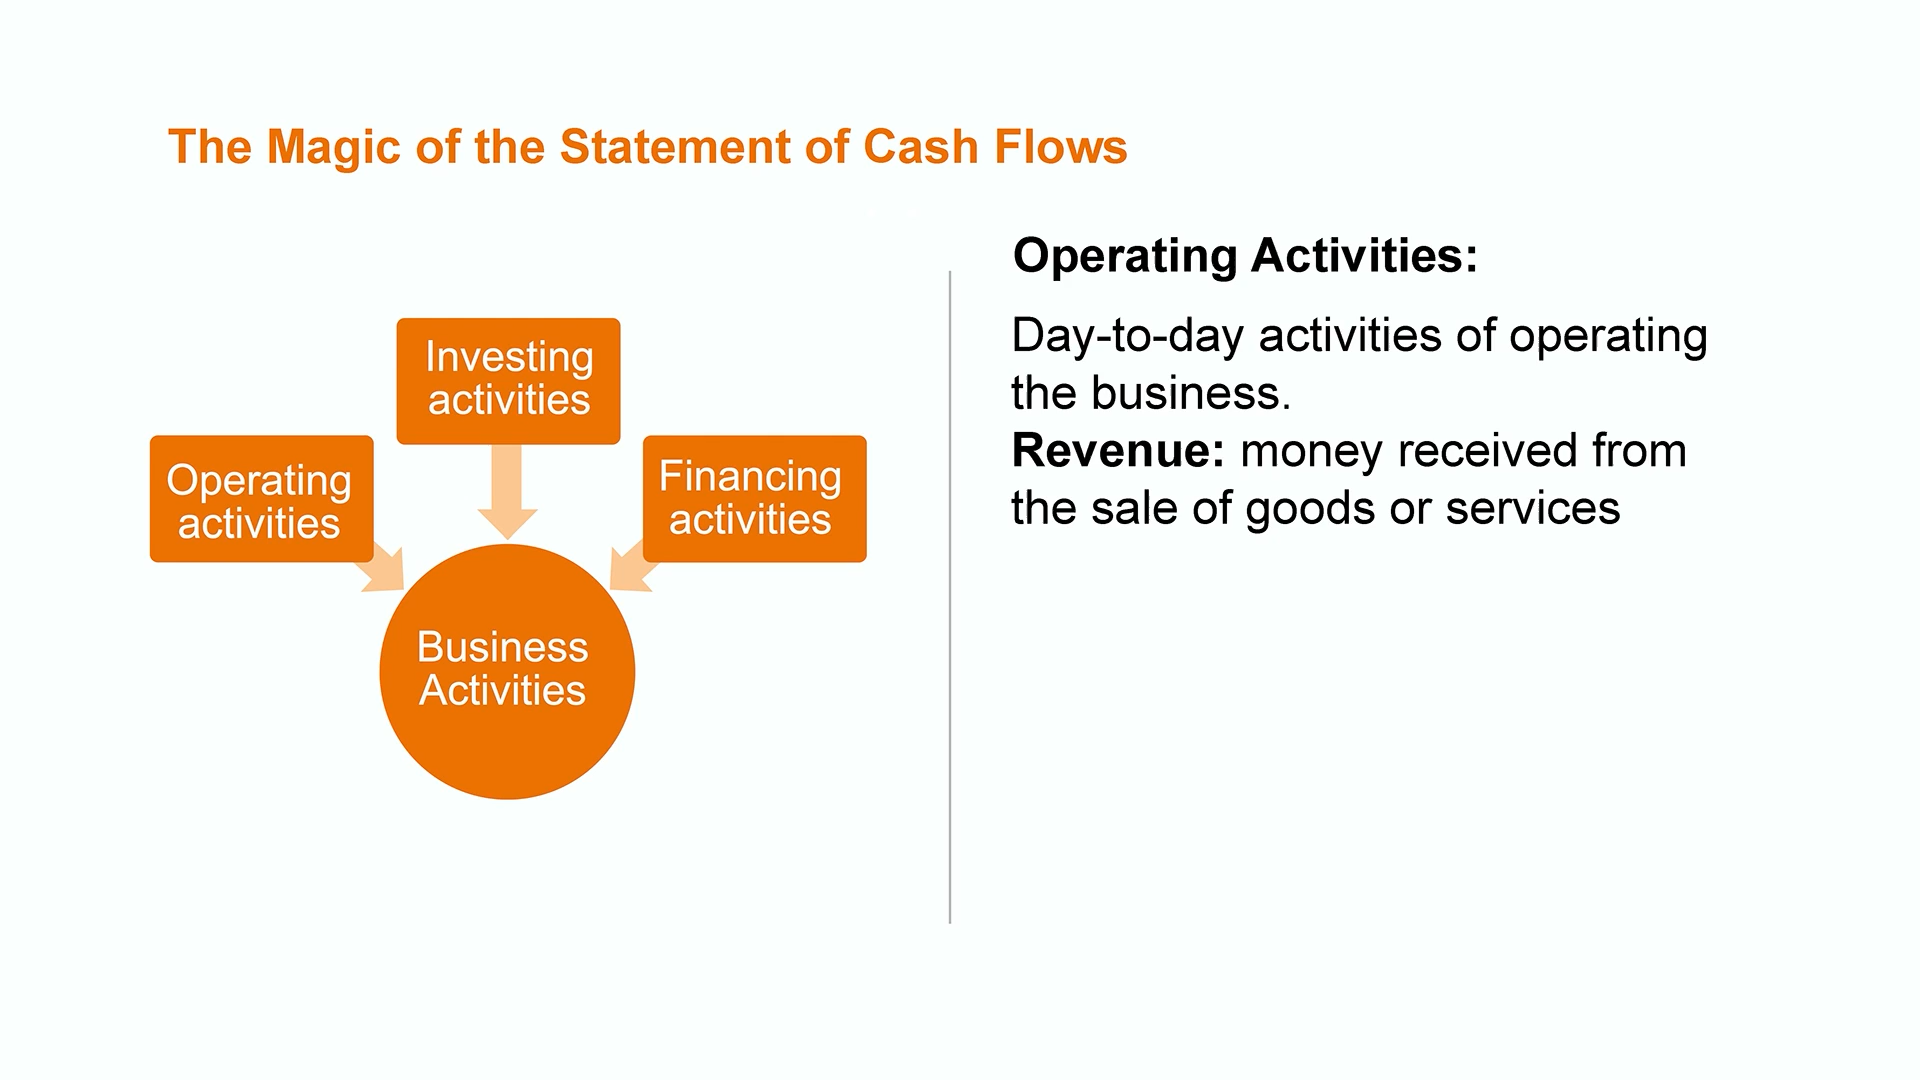 The Magic of the Statement of Cash Flows
Investing
activities
Operating
activities
Financing
activities
Business
Activities
Operating Activities:
Day-to-day activities of operating
the business.
Revenue: money received from
the sale of goods or services